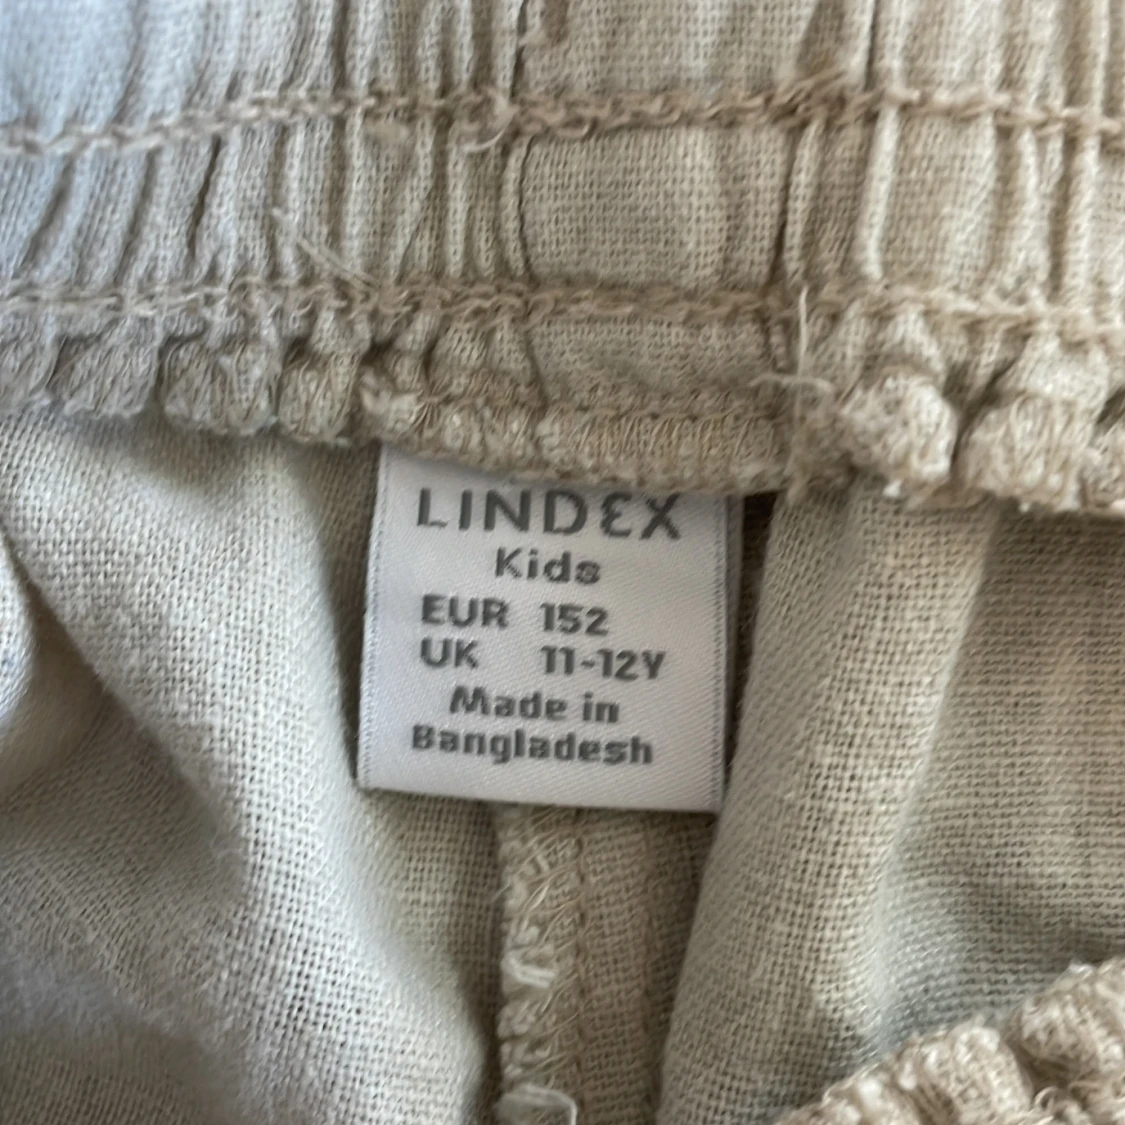 LINDEX
Kids
EUR 152
UK 11-12Y
Made in
Bangladesh